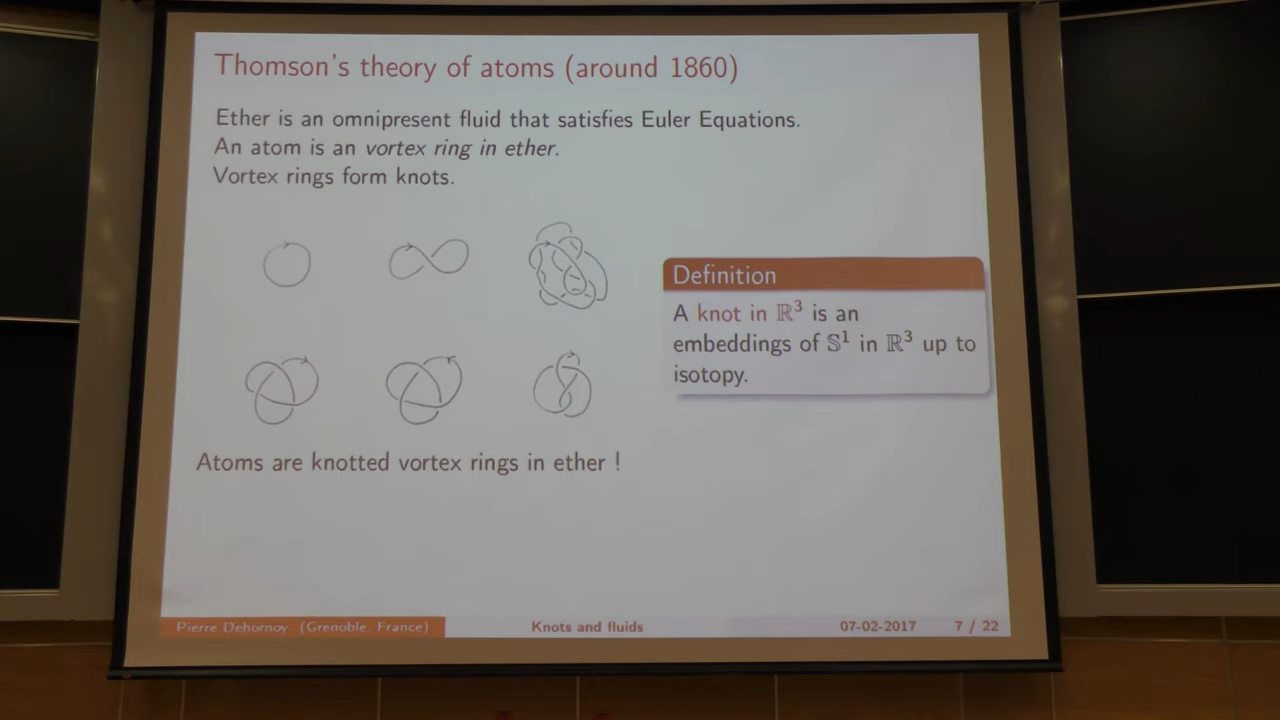 Thomson's theory of atoms (around 1860)
Ether is an omnipresent fluid that satisfies Euler Equations.
An atom is an vortex ring in ether.
Vortex rings form knots.
Definition
A knot in ℝ³ is an
embeddings of 𝕊¹ in ℝ³ up to
isotopy.
Atoms are knotted vortex rings in ether !
Pierre Dehornoy (Grenoble, France)
Knots and fluids
07-02-2017
7 / 22